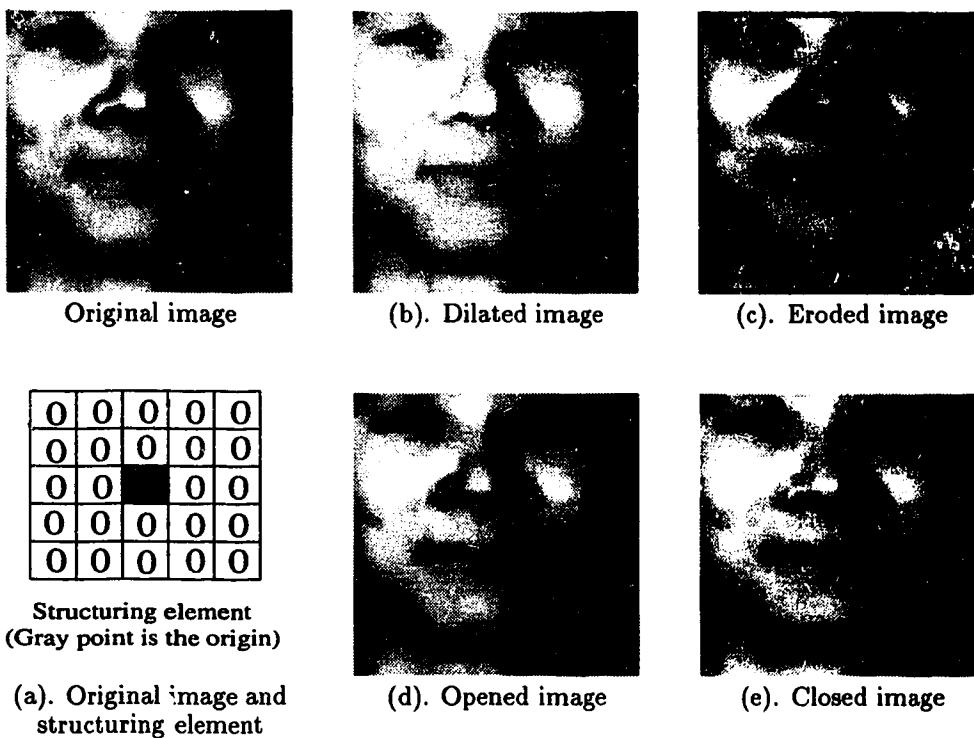 Original image
(b). Dilated image
(c). Eroded image
0 0 0 0 0
0 0 0 0 0
0 0 0 0
0 0 0 0 0
0 0 0 0 0
Structuring element
(Gray point is the origin)
(a). Original image and
structuring element
(d). Opened image
(e). Closed image